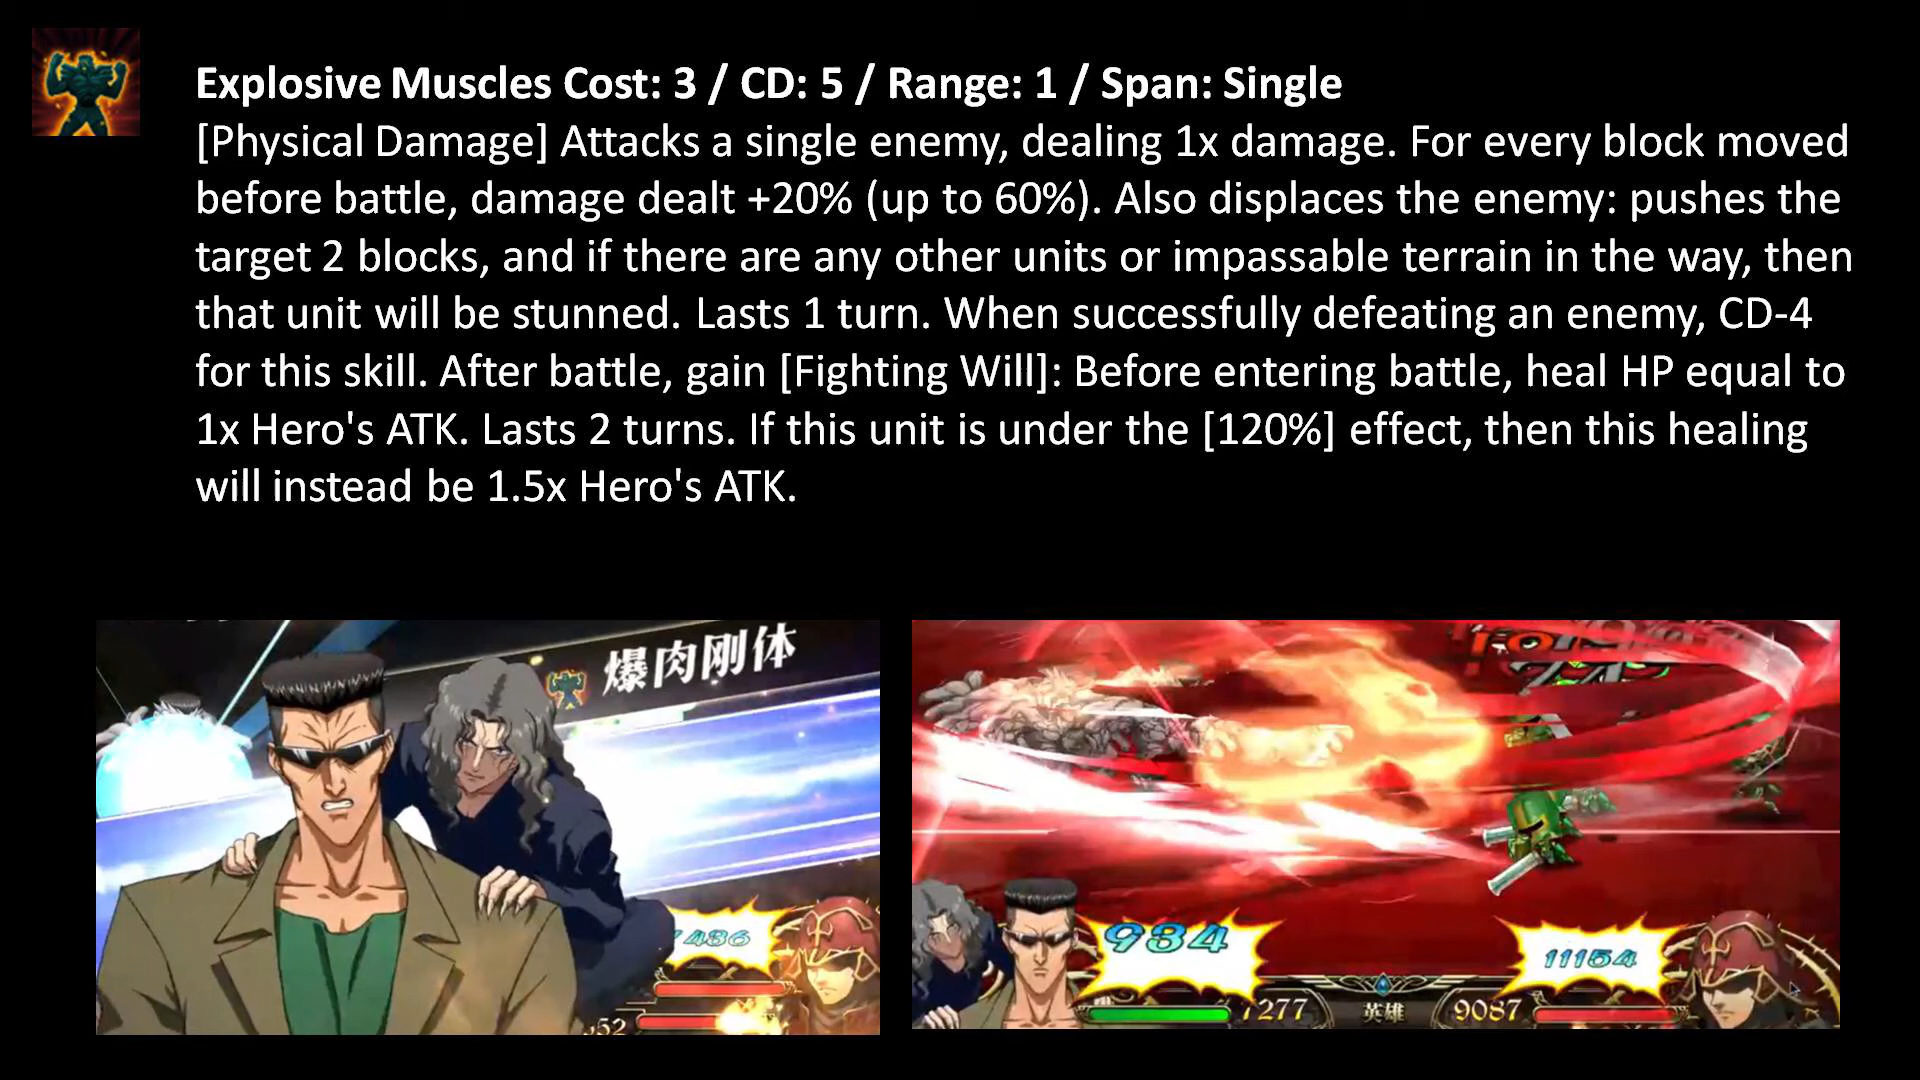 Explosive Muscles Cost: 3 / CD: 5 / Range: 1 / Span: Single
[Physical Damage] Attacks a single enemy, dealing 1x damage. For every block moved
before battle, damage dealt +20% (up to 60%). Also displaces the enemy: pushes the
target 2 blocks, and if there are any other units or impassable terrain in the way, then
that unit will be stunned. Lasts 1 turn. When successfully defeating an enemy, CD-4
for this skill. After battle, gain [Fighting Will]: Before entering battle, heal HP equal to
1x Hero's ATK. Lasts 2 turns. If this unit is under the [120%] effect, then this healing
will instead be 1.5x Hero's ATK.
爆肉刚体
934
11154
英雄
9087